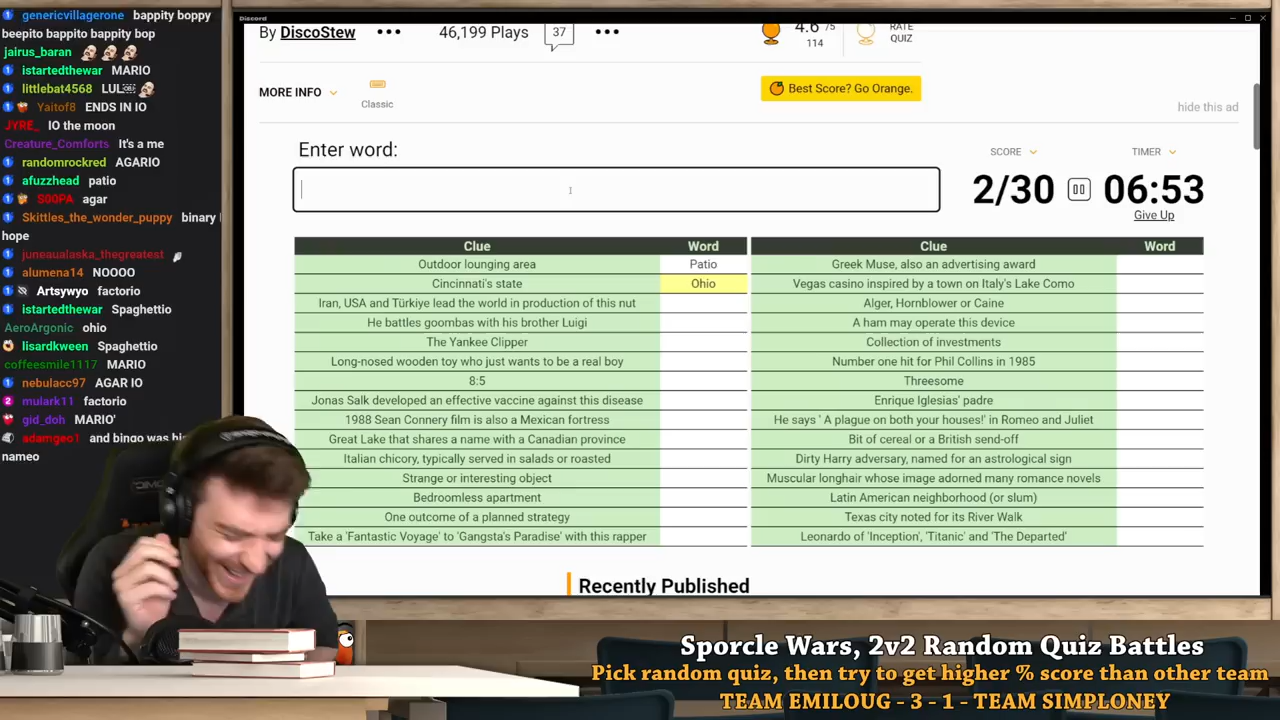 genericvillagerone bappity boppy
beepito bappito bappity bop
jairus_baran
istartedthewar MARIO
littlebat4568 LUL
Yaitof8 ENDS IN IO
JYRE_ IO the moon
Creature_Comforts It's a me
randomrockred AGARIO
afuzzhead patio
S00PA agar
Skittles_the_wonder_puppy binary
hope
juneaualaska_thegreatest
alumena14 NOOOO
Artsywyo factorio
istartedthewar Spaghettio
AeroArgonic ohio
lisardkween Spaghettio
coffeesmile1117 MARIO
nebulacc97 AGAR IO
mulark11 factorio
gid_doh MARIO'
adamgeo1 and bingo was his
nameo
Discord
By DiscoStew ••• 46,199 Plays 37 •••
4.6 /5
114
RATE
QUIZ
MORE INFO
Classic
Best Score? Go Orange.
hide this ad
Enter word:
SCORE
2/30
TIMER
06:53
Give Up
Clue Word Clue Word
Outdoor lounging area Patio Greek Muse, also an advertising award
Cincinnati's state Ohio Vegas casino inspired by a town on Italy's Lake Como
Iran, USA and Türkiye lead the world in production of this nut Alger, Hornblower or Caine
He battles goombas with his brother Luigi A ham may operate this device
The Yankee Clipper Collection of investments
Long-nosed wooden toy who just wants to be a real boy Number one hit for Phil Collins in 1985
8:5 Threesome
Jonas Salk developed an effective vaccine against this disease Enrique Iglesias' padre
1988 Sean Connery film is also a Mexican fortress He says ' A plague on both your houses!' in Romeo and Juliet
Great Lake that shares a name with a Canadian province Bit of cereal or a British send-off
Italian chicory, typically served in salads or roasted Dirty Harry adversary, named for an astrological sign
Strange or interesting object Muscular longhair whose image adorned many romance novels
Bedroomless apartment Latin American neighborhood (or slum)
One outcome of a planned strategy Texas city noted for its River Walk
Take a 'Fantastic Voyage' to 'Gangsta's Paradise' with this rapper Leonardo of 'Inception', 'Titanic' and 'The Departed'
Recently Published
Sporcle Wars, 2v2 Random Quiz Battles
Pick random quiz, then try to get higher % score than other team
TEAM EMILOUG - 3 - 1 - TEAM SIMPLONEY